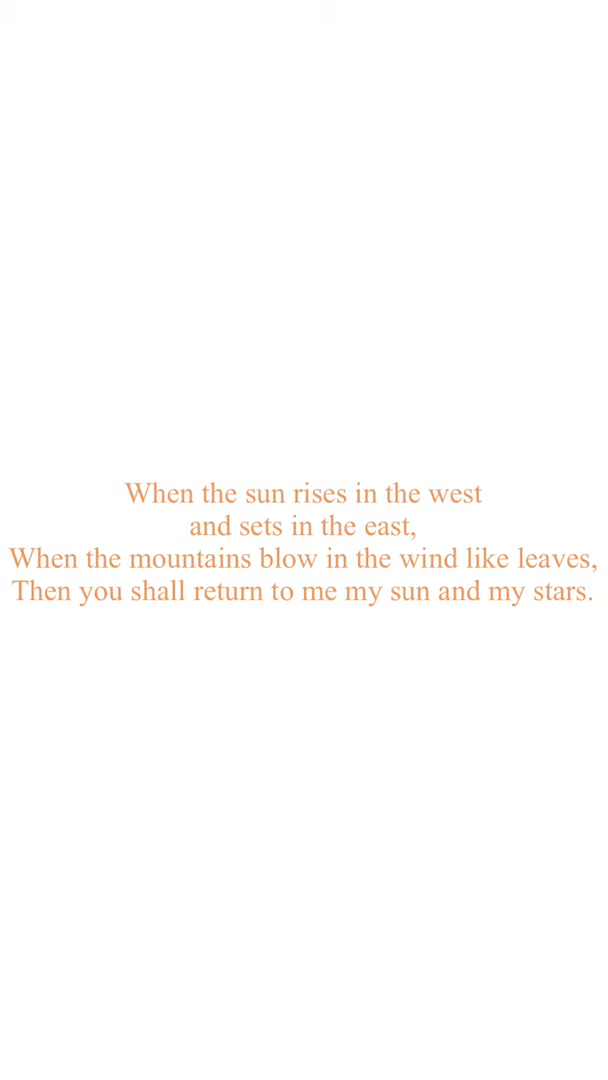 When the sun rises in the west
and sets in the east,
When the mountains blow in the wind like leaves,
Then you shall return to me my sun and my stars.